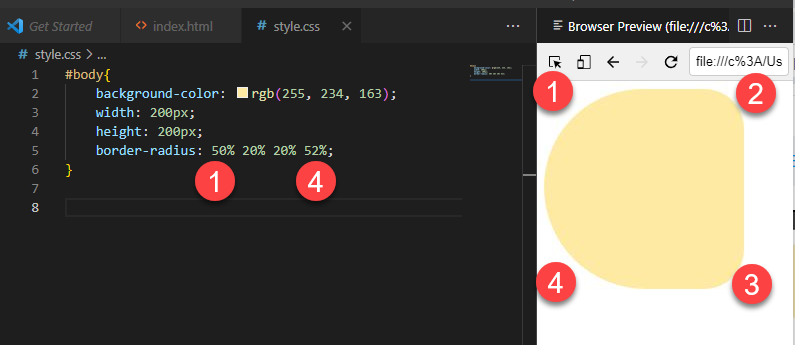 Get Started
index.html
# style.css
...
# style.css > ...
1 #body{
2 background-color: rgb(255, 234, 163);
3 width: 200px;
4 height: 200px;
5 border-radius: 50% 20% 20% 52%;
6 }
7
8
1
4
Browser Preview (file:///c%3.
...
file:///c%3A/Us
1
2
4
3